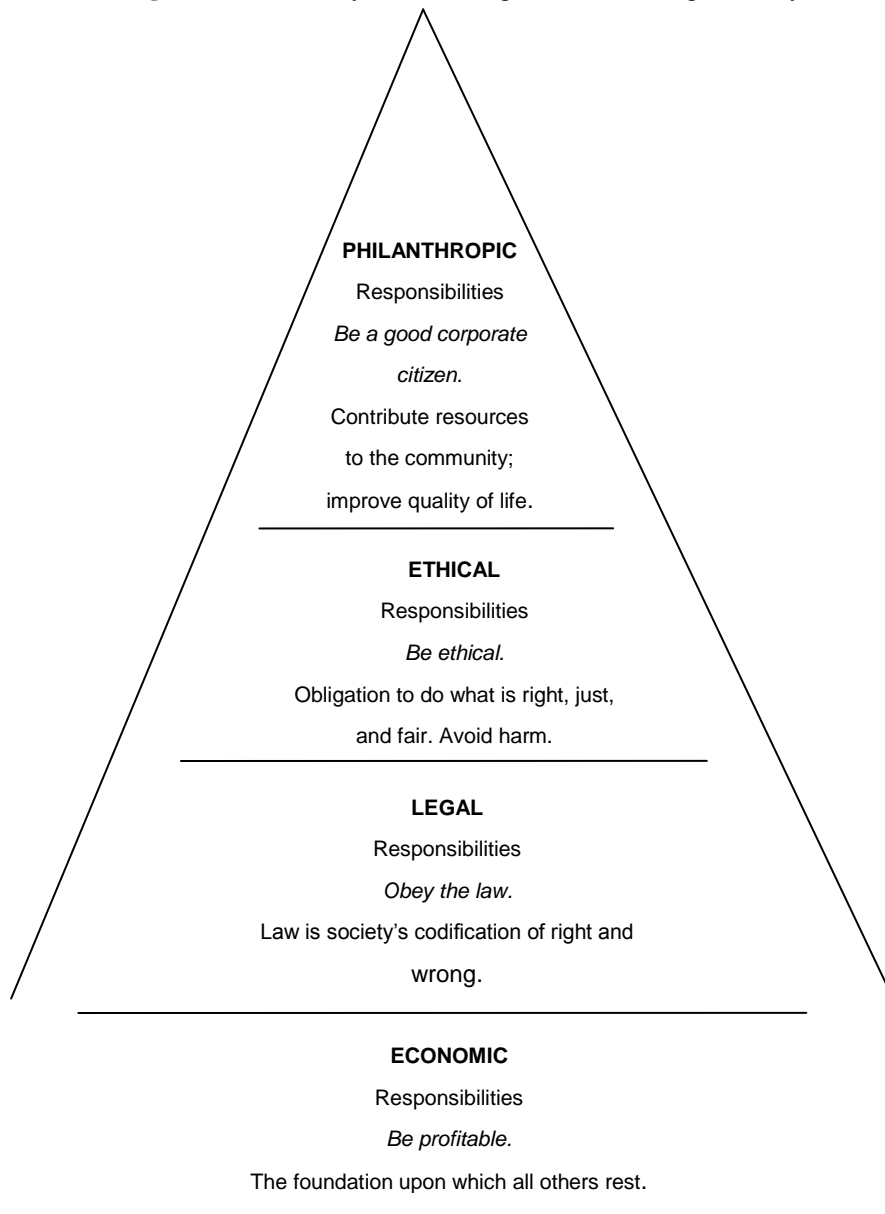 PHILANTHROPIC
Responsibilities
Be a good corporate
citizen.
Contribute resources
to the community;
improve quality of life.
ETHICAL
Responsibilities
Be ethical.
Obligation to do what is right, just,
and fair. Avoid harm.
LEGAL
Responsibilities
Obey the law.
Law is society’s codification of right and
wrong.
ECONOMIC
Responsibilities
Be profitable.
The foundation upon which all others rest.